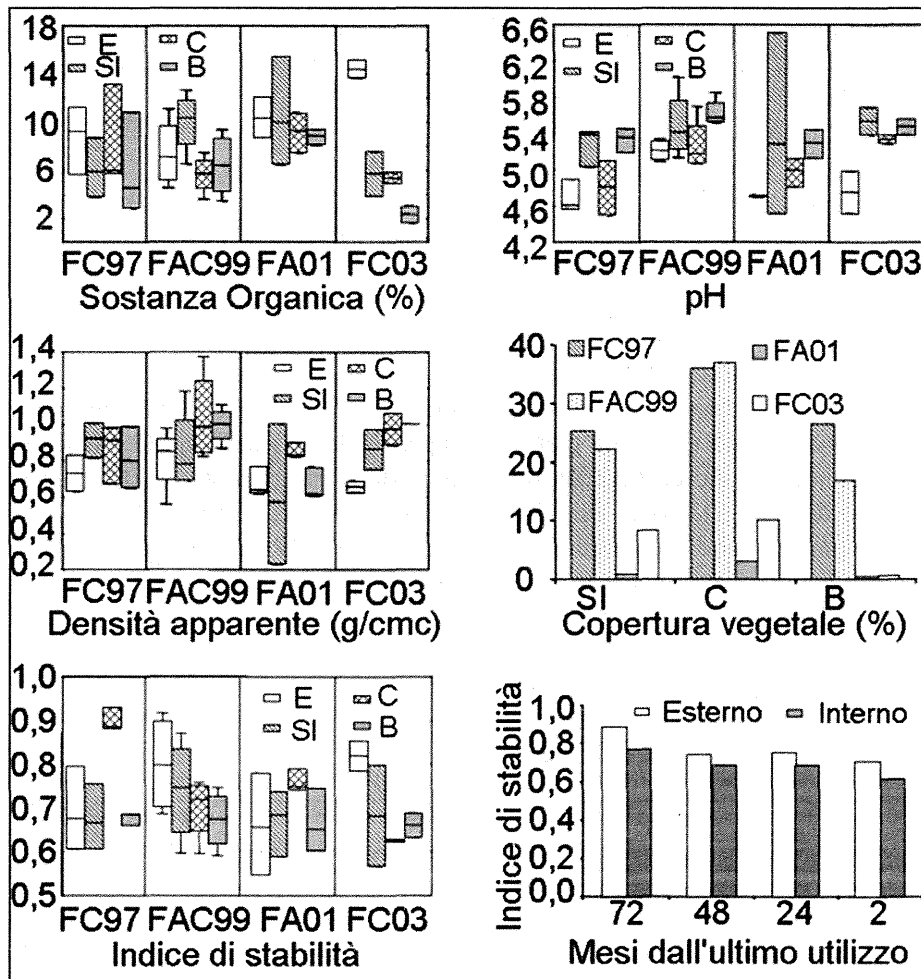 18
14
10
6
2
E
SI
C
B
FC97 FAC99 FA01 FC03
Sostanza Organica (%)
6,6
6,2
5,8
5,4
5,0
4,6
4,2
E
SI
C
B
FC97 FAC99 FA01 FC03
pH
1,4
1,2
1,0
0,8
0,6
0,4
0,2
E
SI
C
B
FC97 FAC99 FA01 FC03
Densità apparente (g/cmc)
40
30
20
10
0
FC97
FA01
FAC99
FC03
SI C B
Copertura vegetale (%)
1,0
0,9
0,8
0,7
0,6
0,5
E
SI
C
B
FC97 FAC99 FA01 FC03
Indice di stabilità
Indice di stabilità
1,0
0,8
0,6
0,4
0,2
0,0
Esterno Interno
72 48 24 2
Mesi dall'ultimo utilizzo